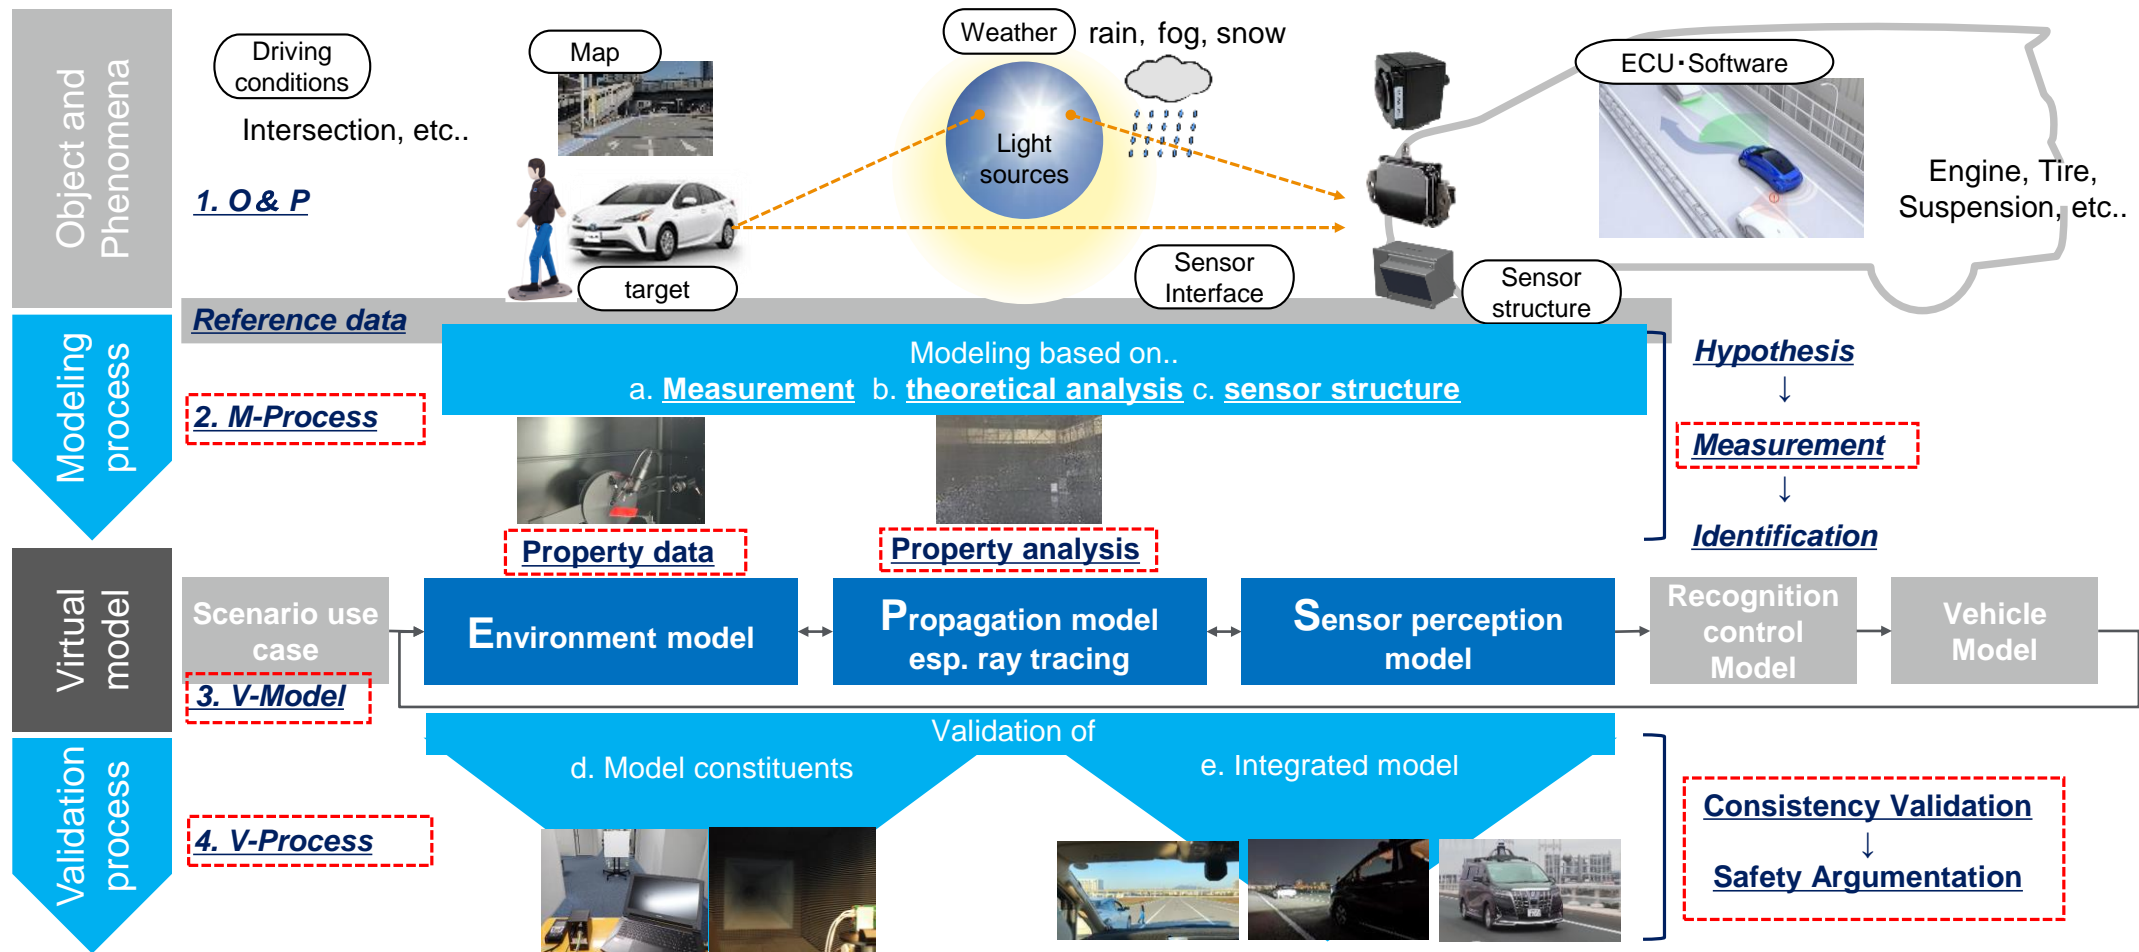 Object and
Phenomena
Driving
conditions
Intersection, etc..
1. O & P
Map
target
Weather
rain, fog, snow
Light
sources
Sensor
Interface
Sensor
structure
ECU・Software
Engine, Tire,
Suspension, etc..
Reference data
Modeling
process
2. M-Process
Modeling based on..
a. Measurement b. theoretical analysis c. sensor structure
Hypothesis
↓
Measurement
↓
Identification
Property data
Property analysis
Virtual
model
Scenario use
case
Environment model
Propagation model
esp. ray tracing
Sensor perception
model
Recognition
control
Model
Vehicle
Model
3. V-Model
Validation
process
4. V-Process
Validation of
d. Model constituents
e. Integrated model
Consistency Validation
↓
Safety Argumentation